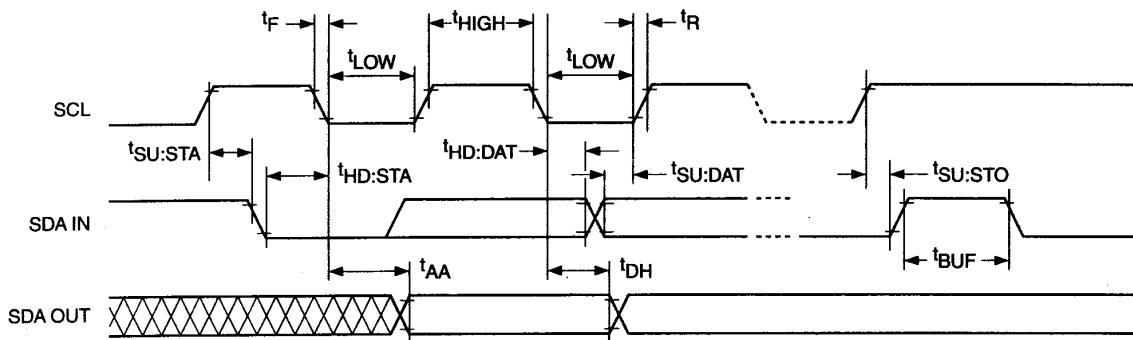 tF
tHIGH
tR
tLOW
tLOW
SCL
tSU:STA
tHD:STA
tHD:DAT
tSU:DAT
tSU:STO
SDA IN
tAA
tDH
tBUF
SDA OUT